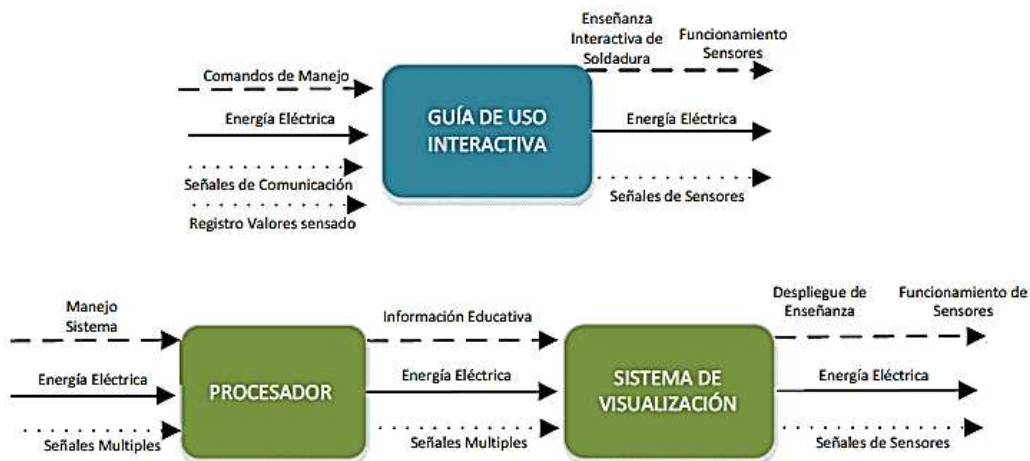 Enseñanza
Interactiva de
Soldadura
Funcionamiento
Sensores
Comandos de Manejo
Energía Eléctrica
Señales de Comunicación
Registro Valores sensado
GUÍA DE USO
INTERACTIVA
Energía Eléctrica
Señales de Sensores
Manejo
Sistema
Energía Eléctrica
Señales Multiples
PROCESADOR
Información Educativa
Energía Eléctrica
Señales Multiples
SISTEMA DE
VISUALIZACIÓN
Despliegue de
Enseñanza
Funcionamiento de
Sensores
Energía Eléctrica
Señales de Sensores